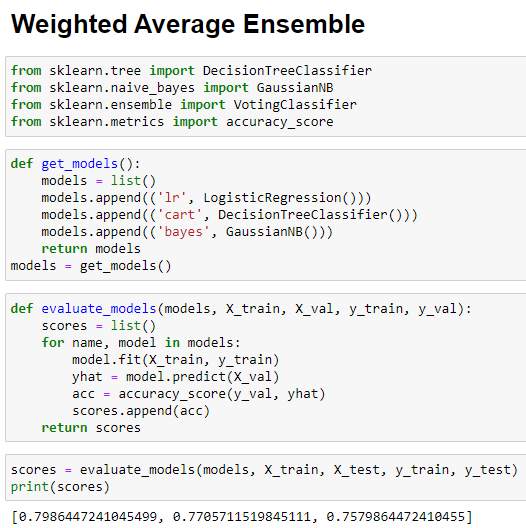 Weighted Average Ensemble
from sklearn.tree import DecisionTreeClassifier
from sklearn.naive_bayes import GaussianNB
from sklearn.ensemble import VotingClassifier
from sklearn.metrics import accuracy_score
def get_models():
    models = list()
    models.append(('lr', LogisticRegression()))
    models.append(('cart', DecisionTreeClassifier()))
    models.append(('bayes', GaussianNB()))
    return models
models = get_models()
def evaluate_models(models, X_train, X_val, y_train, y_val):
    scores = list()
    for name, model in models:
        model.fit(X_train, y_train)
        yhat = model.predict(X_val)
        acc = accuracy_score(y_val, yhat)
        scores.append(acc)
    return scores
scores = evaluate_models(models, X_train, X_test, y_train, y_test)
print(scores)
[0.7986447241045499, 0.7705711519845111, 0.7579864472410455]